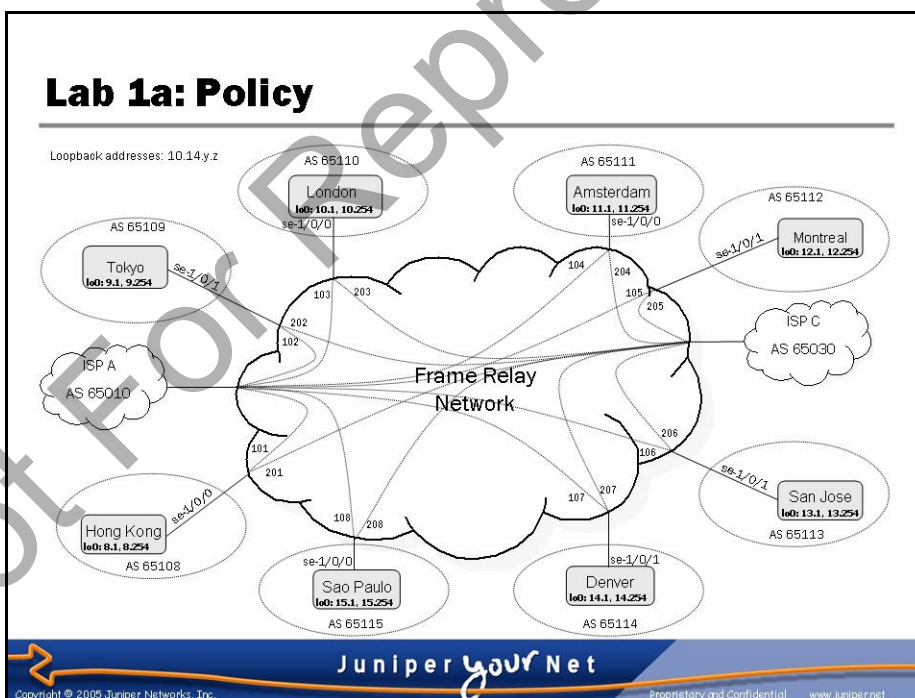 Not For Repr
Lab 1a: Policy
Loopback addresses: 10.14.y.z
AS 65110
London
lo0: 10.1, 10.254
se-1/0/0
AS 65111
Amsterdam
lo0: 11.1, 11.254
se-1/0/0
AS 65112
Montreal
lo0: 12.1, 12.254
se-1/0/1
AS 65109
Tokyo
lo0: 9.1, 9.254
se-1/0/1
103
203
104
204
105
205
202
102
ISP A
AS 65010
ISP C
AS 65030
Frame Relay
Network
101
201
206
106
107
207
108
208
se-1/0/0
Hong Kong
lo0: 8.1, 8.254
AS 65108
se-1/0/1
San Jose
lo0: 13.1, 13.254
AS 65113
se-1/0/0
Sao Paulo
lo0: 15.1, 15.254
AS 65115
se-1/0/1
Denver
lo0: 14.1, 14.254
AS 65114
Juniper your Net
Copyright © 2005 Juniper Networks, Inc.
Proprietary and Confidential
www.juniper.net